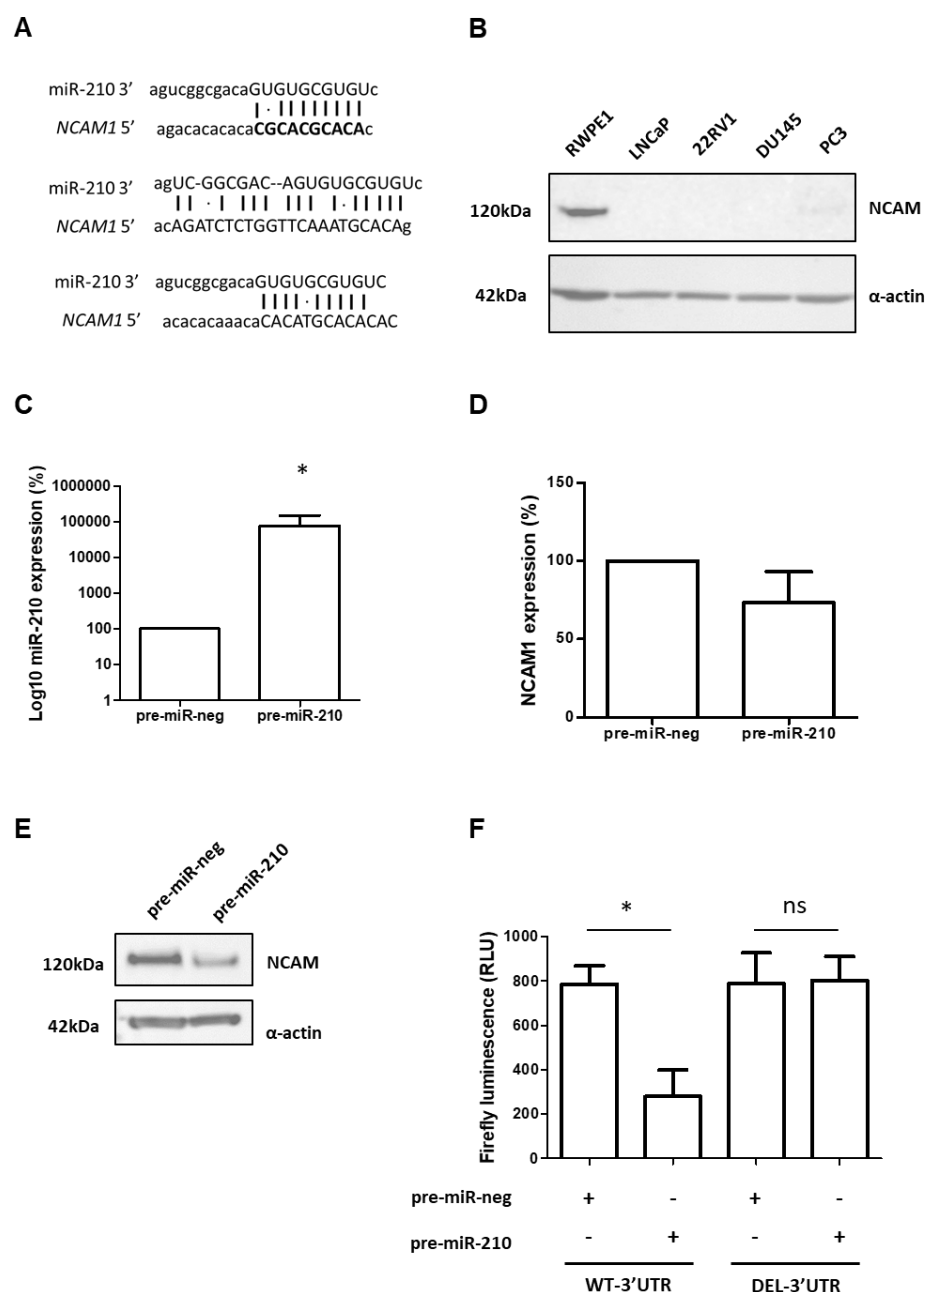 A
miR-210 3’ agucggcgacaGUGUGCGUGUc
NCAM1 5’ agacacacacaCGCACGCACAc
miR-210 3’ agUC-GGCGAC--AGUGUGCGUGUc
NCAM1 5’ acAGATCTCTGGTTCAAATGCACAg
miR-210 3’ agucggcgacaGUGUGCGUGUC
NCAM1 5’ acacacaaacaCACATGCACACAC
B
RWPE1 LNCaP 22RV1 DU145 PC3
120kDa NCAM
42kDa α-actin
C
*
Log10 miR-210 expression (%)
1000000
100000
10000
1000
100
10
1
pre-miR-neg pre-miR-210
D
NCAM1 expression (%)
150
100
50
0
pre-miR-neg pre-miR-210
E
pre-miR-neg pre-miR-210
120kDa NCAM
42kDa α-actin
F
* ns
Firefly luminescence (RLU)
1000
800
600
400
200
0
pre-miR-neg + - + -
pre-miR-210 - + - +
WT-3’UTR DEL-3’UTR